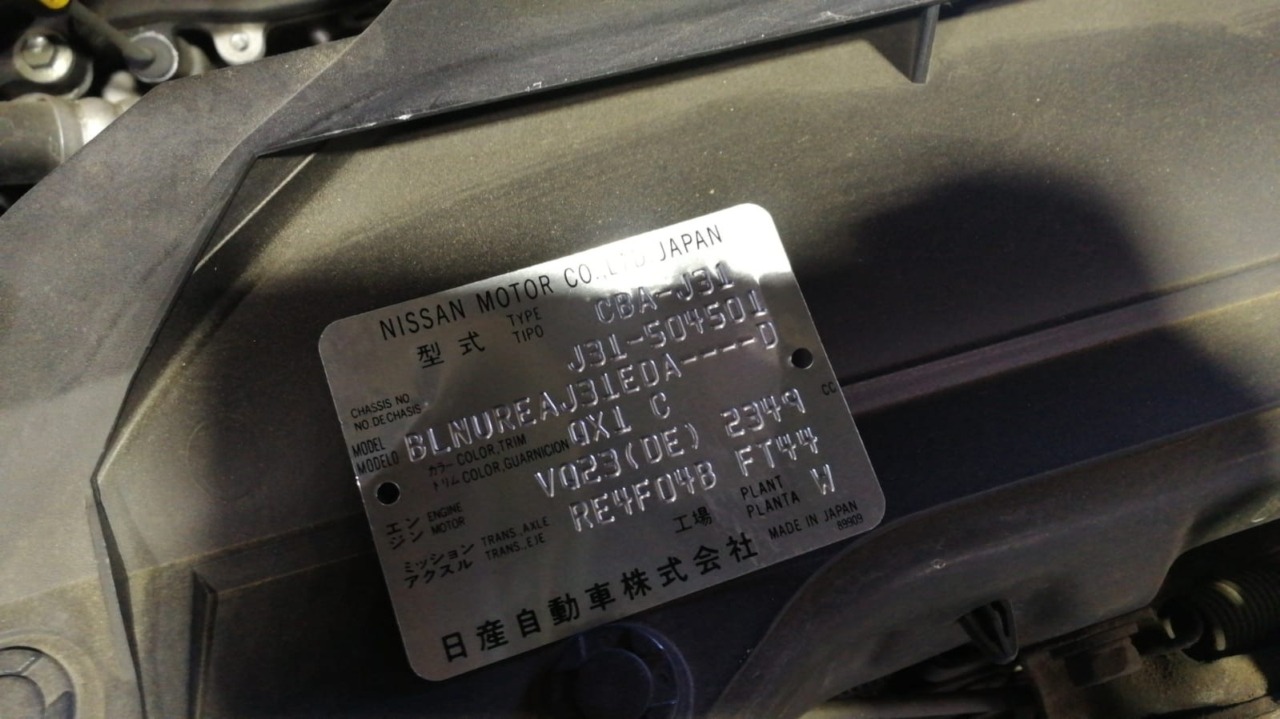 NISSAN MOTOR CO.,LTD JAPAN
型式 TYPE TIPO CBA-J31
CHASSIS NO. NO.DE CHASIS J31-504501
MODEL MODELO BLNUREAJ31EDA----D
カラー COLOR,TRIM トリム COLOR,GUARNICION QX1 C
エンジン ENGINE MOTOR VQ23(DE) 2349 CC
ミッション アクスル TRANS.,AXLE TRANS.,EJE RE4F04B FT44
工場 PLANT PLANTA W
日産自動車株式会社 MADE IN JAPAN
89909